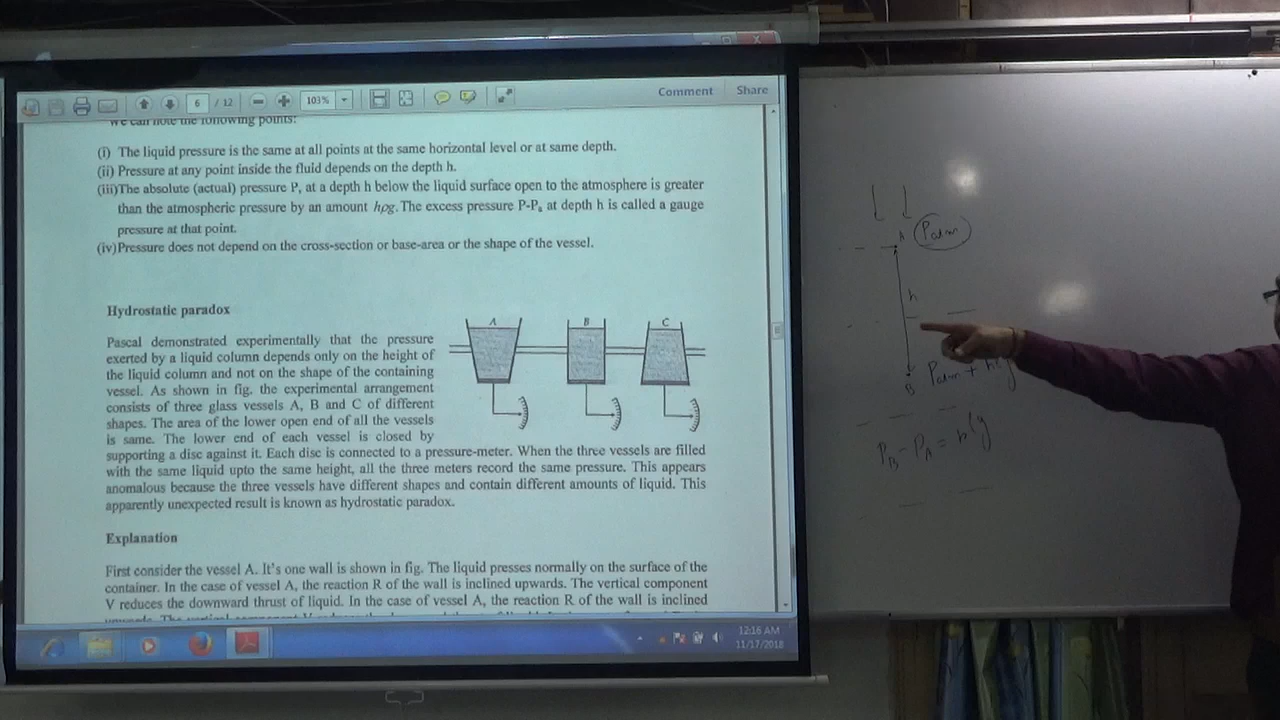 Comment Share
6 / 12 103%
we can note the following points:
(i) The liquid pressure is the same at all points at the same horizontal level or at same depth.
(ii) Pressure at any point inside the fluid depends on the depth h.
(iii)The absolute (actual) pressure P, at a depth h below the liquid surface open to the atmosphere is greater
than the atmospheric pressure by an amount hρg. The excess pressure P-Pₐ at depth h is called a gauge
pressure at that point.
(iv)Pressure does not depend on the cross-section or base-area or the shape of the vessel.
Hydrostatic paradox
Pascal demonstrated experimentally that the pressure
exerted by a liquid column depends only on the height of
the liquid column and not on the shape of the containing
vessel. As shown in fig. the experimental arrangement
consists of three glass vessels A, B and C of different
shapes. The area of the lower open end of all the vessels
is same. The lower end of each vessel is closed by
supporting a disc against it. Each disc is connected to a pressure-meter. When the three vessels are filled
with the same liquid upto the same height, all the three meters record the same pressure. This appears
anomalous because the three vessels have different shapes and contain different amounts of liquid. This
apparently unexpected result is known as hydrostatic paradox.
A B C
Explanation
First consider the vessel A. It's one wall is shown in fig. The liquid presses normally on the surface of the
container. In the case of vessel A, the reaction R of the wall is inclined upwards. The vertical component
V reduces the downward thrust of liquid. In the case of vessel A, the reaction R of the wall is inclined
12:16 AM
11/17/2018
A Patm
h
B Patm + h
P_B - P_A = hρg